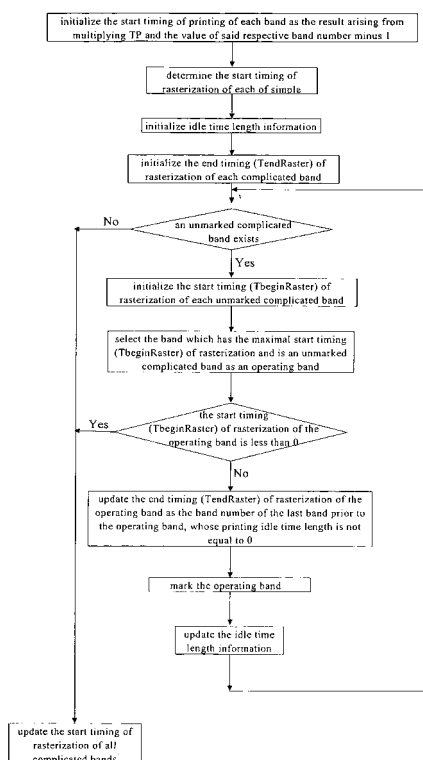 initialize the start timing of printing of each band as the result arising from
multiplying TP and the value of said respective band number minus 1
determine the start timing of
rasterization of each of simple
initialize idle time length information
initialize the end timing (TendRaster) of
rasterization of each complicated band
No
an unmarked complicated
band exists
Yes
initialize the start timing (TbeginRaster) of
rasterization of each unmarked complicated band
select the band which has the maximal start timing
(TbeginRaster) of rasterization and is an unmarked
complicated band as an operating band
Yes
the start timing
(TbeginRaster) of rasterization of the
operating band is less than 0
No
update the end timing (TendRaster) of rasterization of the
operating band as the band number of the last band prior to
the operating band, whose printing idle time length is not
equal to 0
mark the operating band
update the idle time
length information
update the start timing of
rasterization of all
complicated bands